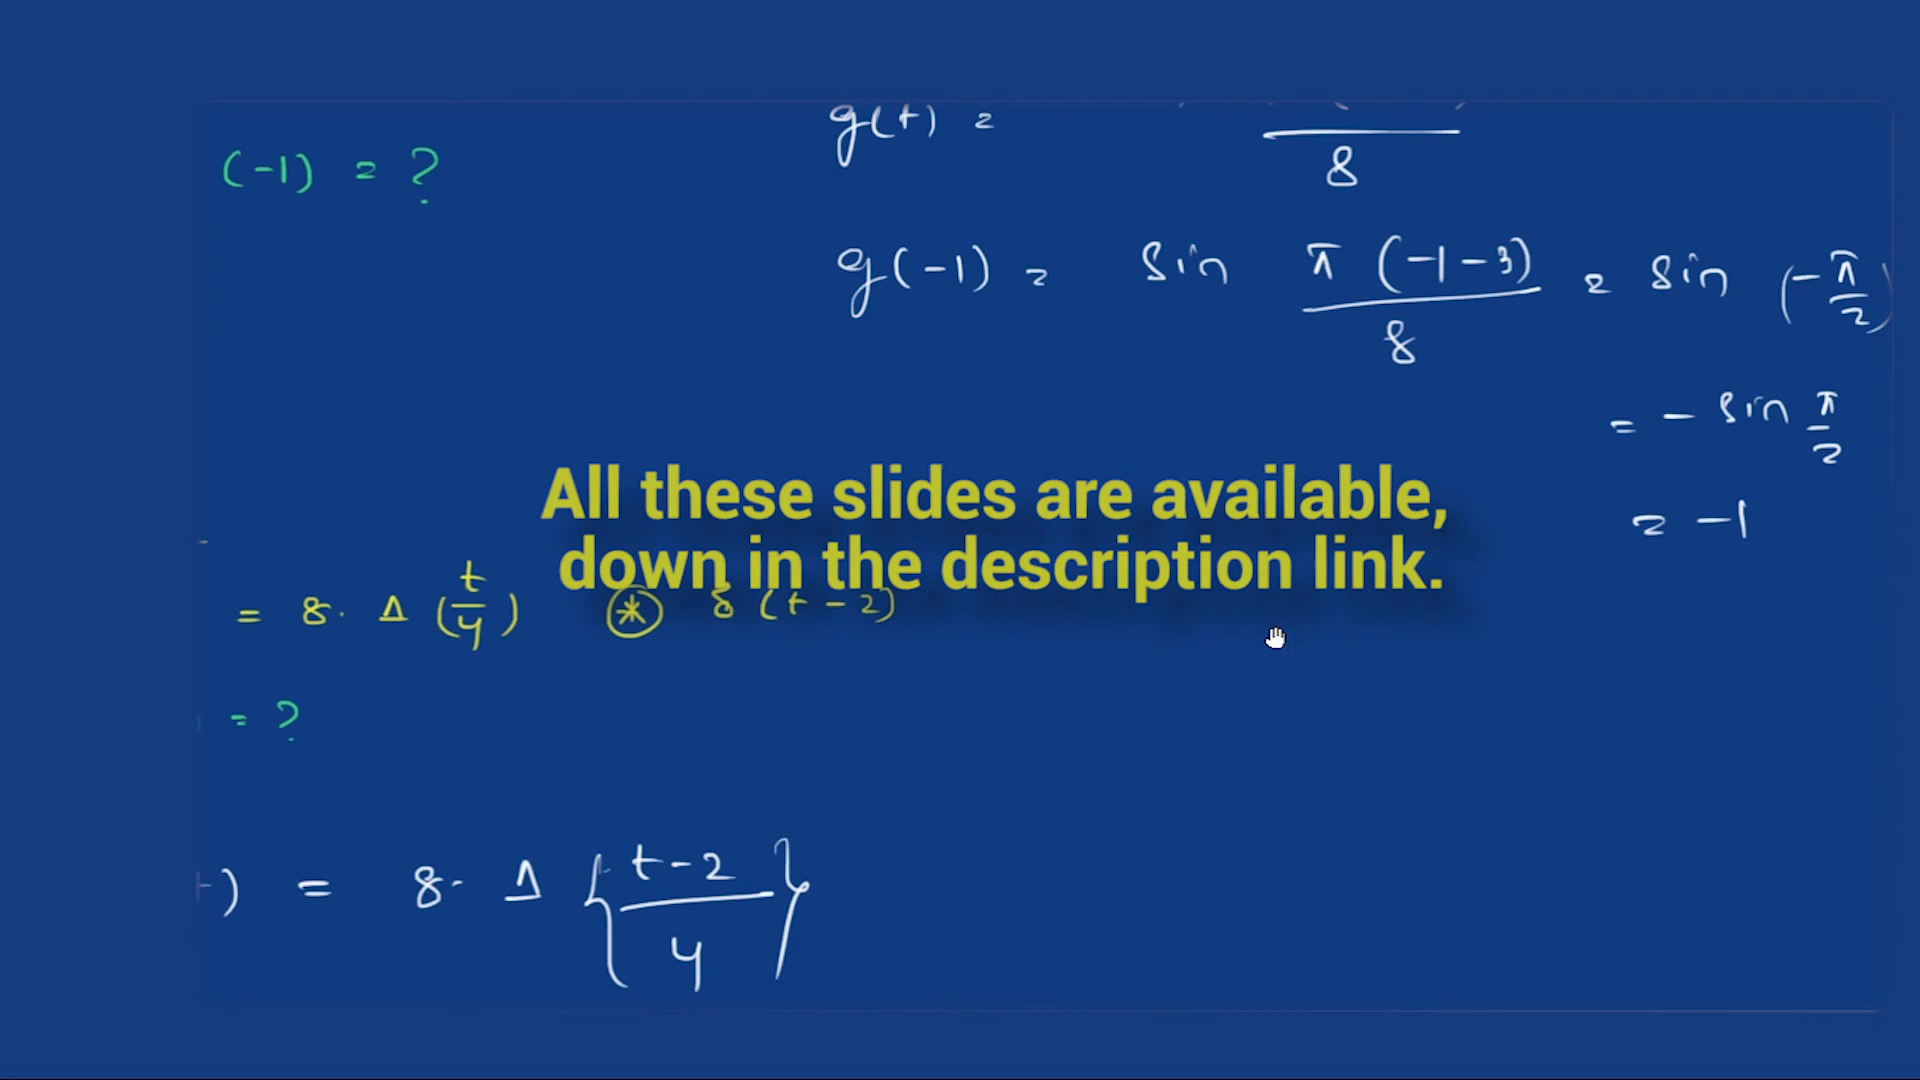 g(t) =
8
(-1) = ?
g(-1) = sin π(-1-3)/8 = sin (-π/2)
= - sin π/2
= -1
All these slides are available,
down in the description link.
= 8. Δ (t/4) ⊛ δ(t-2)
= ?
) = 8. Δ {t-2/4}